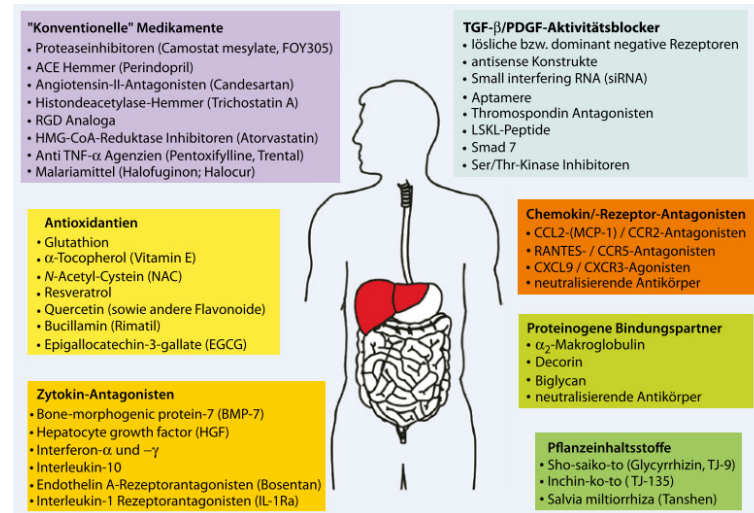 "Konventionelle" Medikamente
• Proteaseinhibitoren (Camostat mesylate, FOY305)
• ACE Hemmer (Perindopril)
• Angiotensin-II-Antagonisten (Candesartan)
• Histondeacetylase-Hemmer (Trichostatin A)
• RGD Analoga
• HMG-CoA-Reduktase Inhibitoren (Atorvastatin)
• Anti TNF-α Agenzien (Pentoxifylline, Trental)
• Malariamittel (Halofuginon; Halocur)
TGF-β/PDGF-Aktivitätsblocker
• lösliche bzw. dominant negative Rezeptoren
• antisense Konstrukte
• Small interfering RNA (siRNA)
• Aptamere
• Thromospondin Antagonisten
• LSKL-Peptide
• Smad 7
• Ser/Thr-Kinase Inhibitoren
Antioxidantien
• Glutathion
• α-Tocopherol (Vitamin E)
• N-Acetyl-Cystein (NAC)
• Resveratrol
• Quercetin (sowie andere Flavonoide)
• Bucillamin (Rimatil)
• Epigallocatechin-3-gallate (EGCG)
Chemokin/-Rezeptor-Antagonisten
• CCL2-(MCP-1) / CCR2-Antagonisten
• RANTES- / CCR5-Antagonisten
• CXCL9 / CXCR3-Agonisten
• neutralisierende Antikörper
Proteinogene Bindungspartner
• α2-Makroglobulin
• Decorin
• Biglycan
• neutralisierende Antikörper
Zytokin-Antagonisten
• Bone-morphogenic protein-7 (BMP-7)
• Hepatocyte growth factor (HGF)
• Interferon-α und –γ
• Interleukin-10
• Endothelin A-Rezeptorantagonisten (Bosentan)
• Interleukin-1 Rezeptorantagonisten (IL-1Ra)
Pflanzeinhaltsstoffe
• Sho-saiko-to (Glycyrrhizin, TJ-9)
• Inchin-ko-to ( TJ-135)
• Salvia miltiorrhiza (Tanshen)